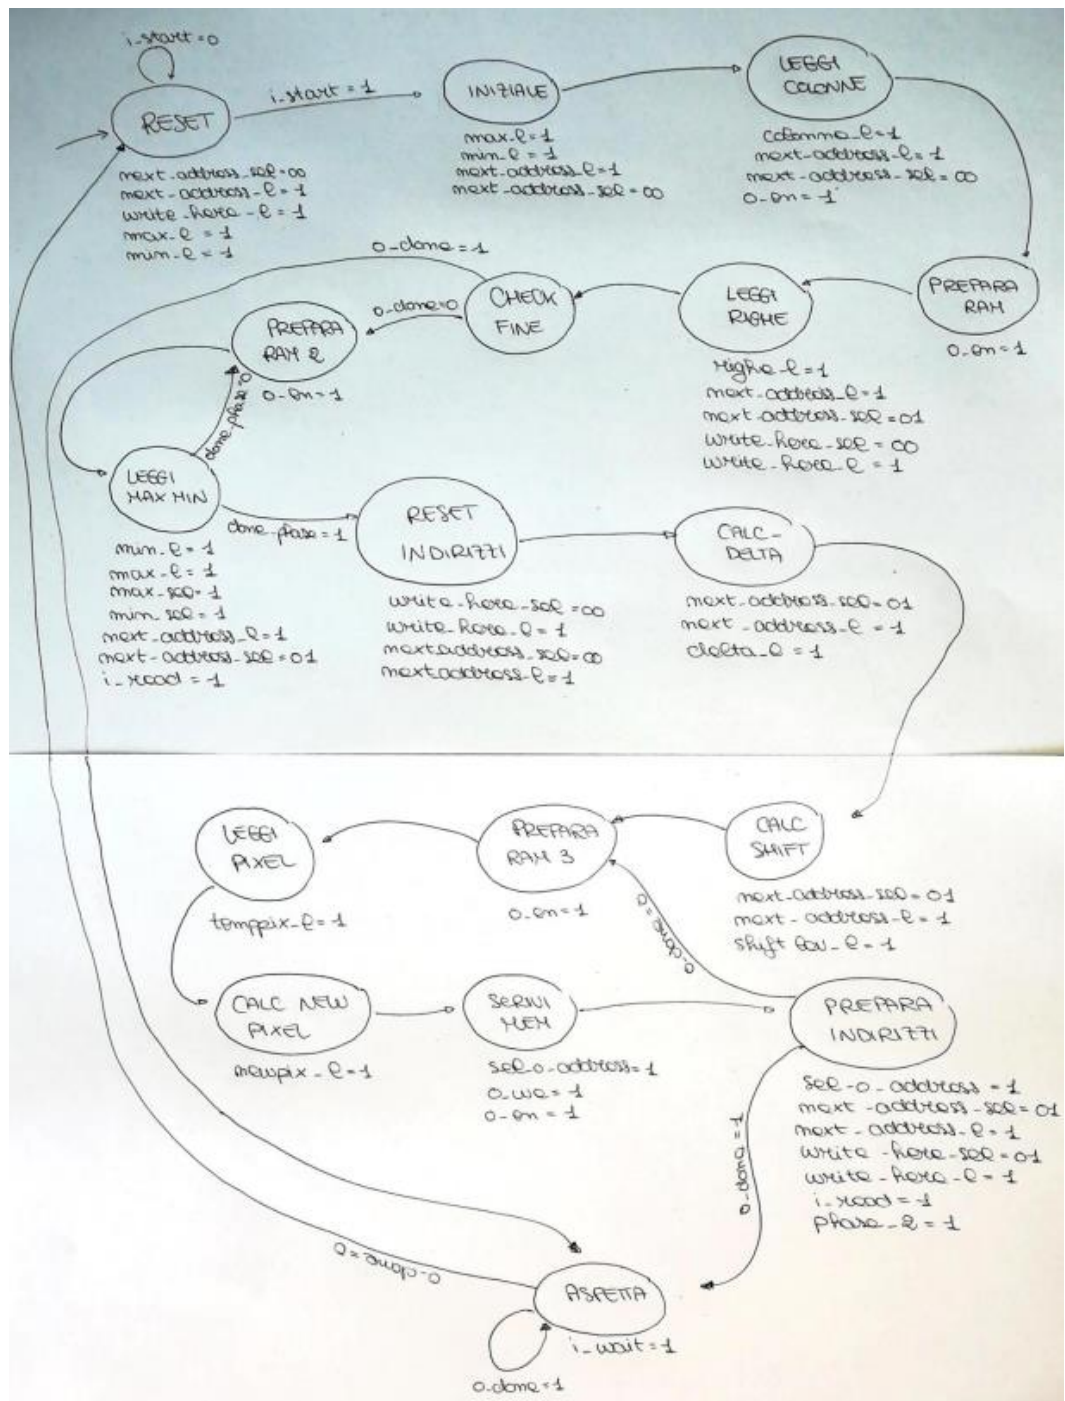 i_start=0
RESET
next_address_sel=00
next_address_l=1
write_here_l=1
max_l=1
min_l=1
i_start=1
INIZIALE
max_l=1
min_l=1
next_address_l=1
next_address_sel=00
LEGGI
COLONNE
colonna_l=1
next_address_l=1
next_address_sel=00
o_en=1
PREPARA
RAM
o_en=1
LEGGI
RIGHE
righe_l=1
next_address_l=1
next_address_sel=01
write_here_sel=00
write_here_l=1
CHECK
FINE
o_done=1
o_done=0
PREPARA
RAM 2
o_en=1
done_phase=0
LEGGI
MAX MIN
min_l=1
max_l=1
max_sel=1
min_sel=1
next_address_l=1
next_address_sel=01
i_read=1
done_phase=1
RESET
INDIRIZZI
write_here_sel=00
write_here_l=1
nextaddress_sel=00
nextaddress_l=1
CALC_
DELTA
next_address_sel=01
next_address_l=1
delta_l=1
CALC
SHIFT
next_address_sel=01
next_address_l=1
shift_lev_l=1
PREPARA
RAM 3
o_en=1
LEGGI
PIXEL
temppix_l=1
CALC NEW
PIXEL
newpix_l=1
SCRIVI
MEM
sel_o_address=1
o_we=1
o_en=1
o_done=0
PREPARA
INDIRIZZI
sel_o_address=1
next_address_sel=01
next_address_l=1
write_here_sel=01
write_here_l=1
i_read=1
phase_2=1
o_done=1
o_done=0
ASPETTA
i_wait=1
o_done=1